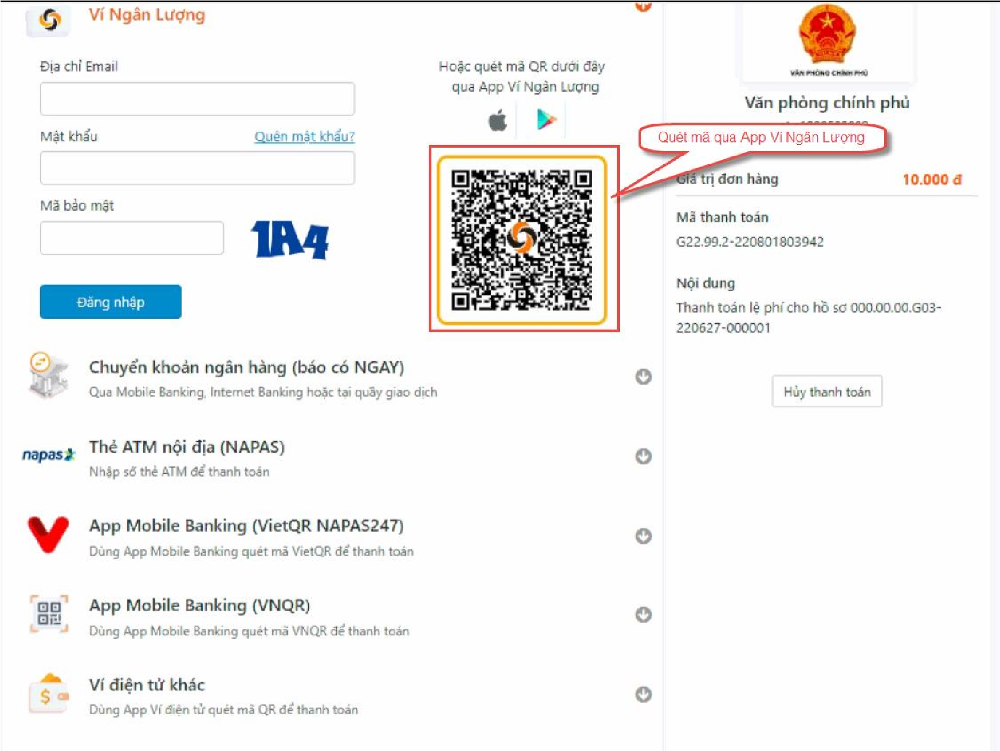 Ví Ngân Lượng
Địa chỉ Email
Mật khẩu
Quên mật khẩu?
Mã bảo mật
1A4
Đăng nhập
Hoặc quét mã QR dưới đây
qua App Ví Ngân Lượng
Quét mã qua App Ví Ngân Lượng
Chuyển khoản ngân hàng (báo có NGAY)
Qua Mobile Banking, Internet Banking hoặc tại quầy giao dịch
napas
Thẻ ATM nội địa (NAPAS)
Nhập số thẻ ATM để thanh toán
App Mobile Banking (VietQR NAPAS247)
Dùng App Mobile Banking quét mã VietQR để thanh toán
App Mobile Banking (VNQR)
Dùng App Mobile Banking quét mã VNQR để thanh toán
Ví điện tử khác
Dùng App Ví điện tử quét mã QR để thanh toán
VĂN PHÒNG CHÍNH PHỦ
Văn phòng chính phủ
Giá trị đơn hàng
10.000 đ
Mã thanh toán
G22.99.2-220801803942
Nội dung
Thanh toán lệ phí cho hồ sơ 000.00.00.G03-
220627-000001
Hủy thanh toán